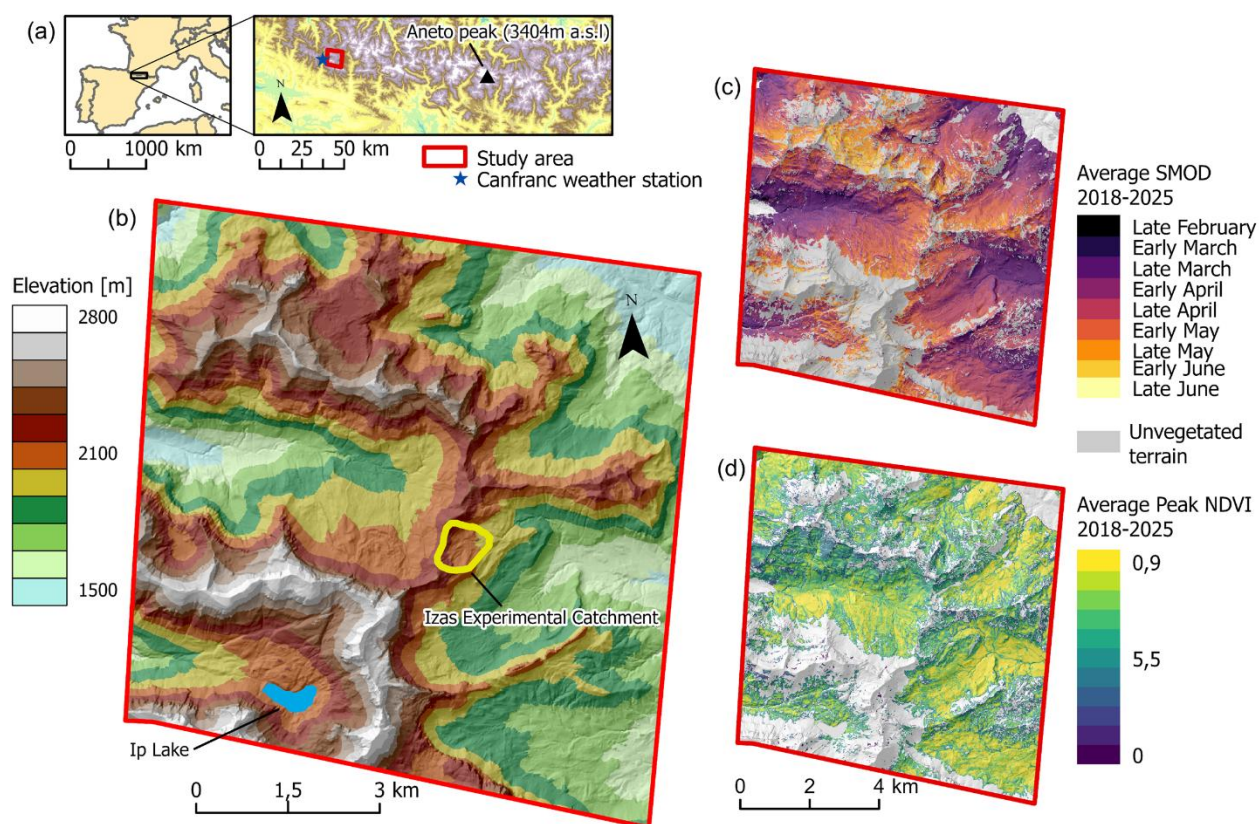 (a)
Aneto peak (3404m a.s.l)
N
0 1000 km
0 25 50 km
Study area
Canfranc weather station
(b)
Elevation [m]
2800
2100
1500
N
Izas Experimental Catchment
Ip Lake
0 1,5 3 km
(c)
Average SMOD
2018-2025
Late February
Early March
Late March
Early April
Late April
Early May
Late May
Early June
Late June
Unvegetated
terrain
(d)
Average Peak NDVI
2018-2025
0,9
5,5
0
0 2 4 km